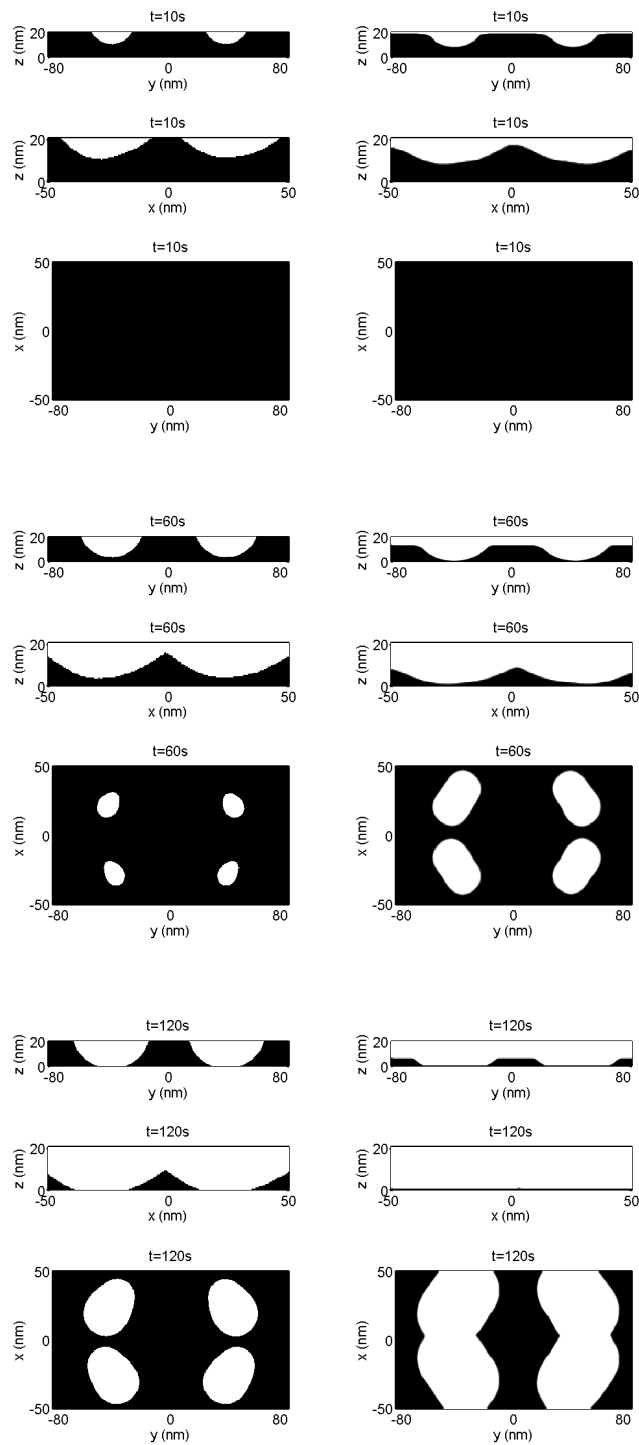 t=10s t=10s
z (nm) 20 z (nm) 20
0 0
-80 0 80 -80 0 80
y (nm) y (nm)
t=10s t=10s
z (nm) 20 z (nm) 20
0 0
-50 0 50 -50 0 50
x (nm) x (nm)
t=10s t=10s
50 50
x (nm) 0 x (nm) 0
-50 -50
-80 0 80 -80 0 80
y (nm) y (nm)
t=60s t=60s
z (nm) 20 z (nm) 20
0 0
-80 0 80 -80 0 80
y (nm) y (nm)
t=60s t=60s
z (nm) 20 z (nm) 20
0 0
-50 0 50 -50 0 50
x (nm) x (nm)
t=60s t=60s
50 50
x (nm) 0 x (nm) 0
-50 -50
-80 0 80 -80 0 80
y (nm) y (nm)
t=120s t=120s
z (nm) 20 z (nm) 20
0 0
-80 0 80 -80 0 80
y (nm) y (nm)
t=120s t=120s
z (nm) 20 z (nm) 20
0 0
-50 0 50 -50 0 50
x (nm) x (nm)
t=120s t=120s
50 50
x (nm) 0 x (nm) 0
-50 -50
-80 0 80 -80 0 80
y (nm) y (nm)